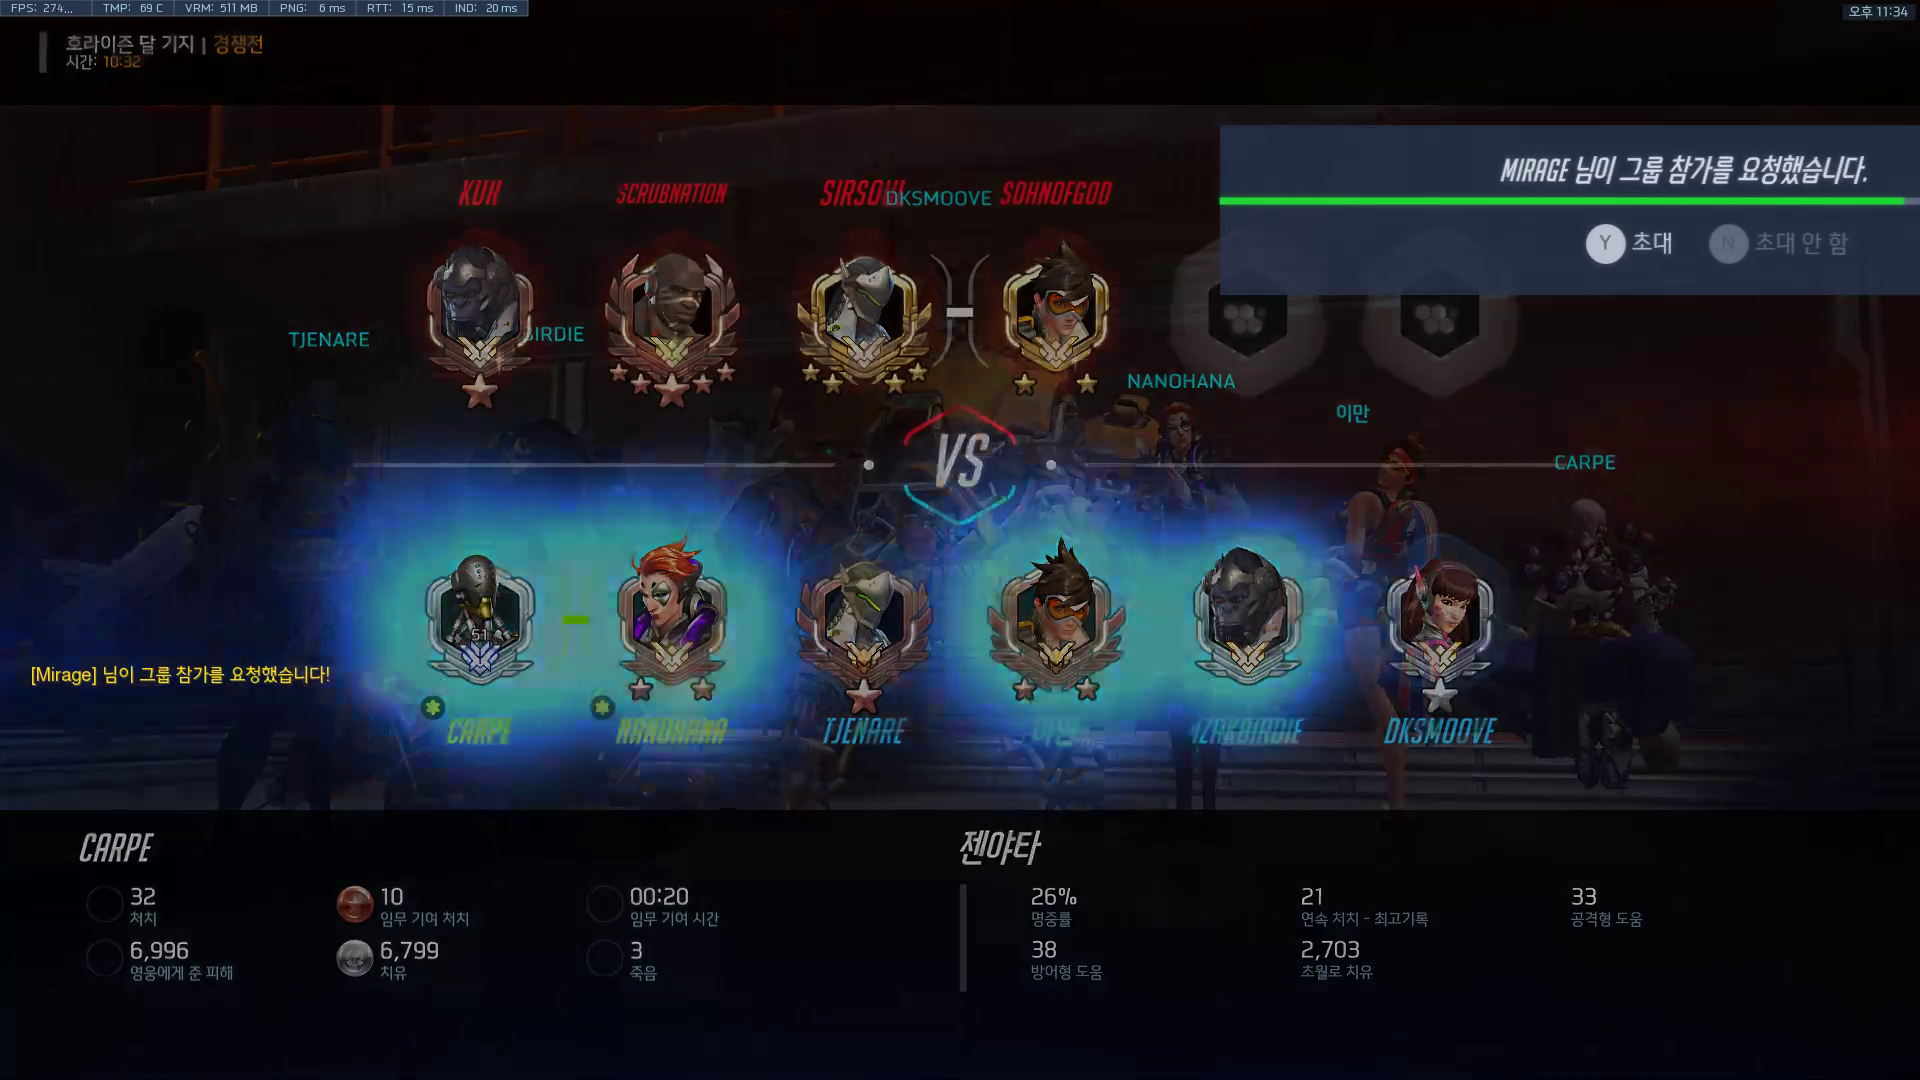 FPS: 274... TMP: 69 C VRM: 511 MB PNG: 6 ms RTT: 15 ms IND: 20 ms
오후 11:34
호라이즌 달 기지 | 경쟁전
시간: 10:32
MIRAGE 님이 그룹 참가를 요청했습니다.
Y 초대 N 초대 안 함
KUK SCRUBNATION DKSMOOVE SOHNOFGOD
TJENARE
NANOHANA
이만
VS
CARPE
51
[Mirage] 님이 그룹 참가를 요청했습니다!
CARPE NANOHANA TJENARE 이만 DKSMOOVE
CARPE
32
처치
10
임무 기여 처치
00:20
임무 기여 시간
6,996
영웅에게 준 피해
6,799
치유
3
죽음
젠야타
26%
명중률
21
연속 처치 - 최고기록
33
공격형 도움
38
방어형 도움
2,703
초월로 치유